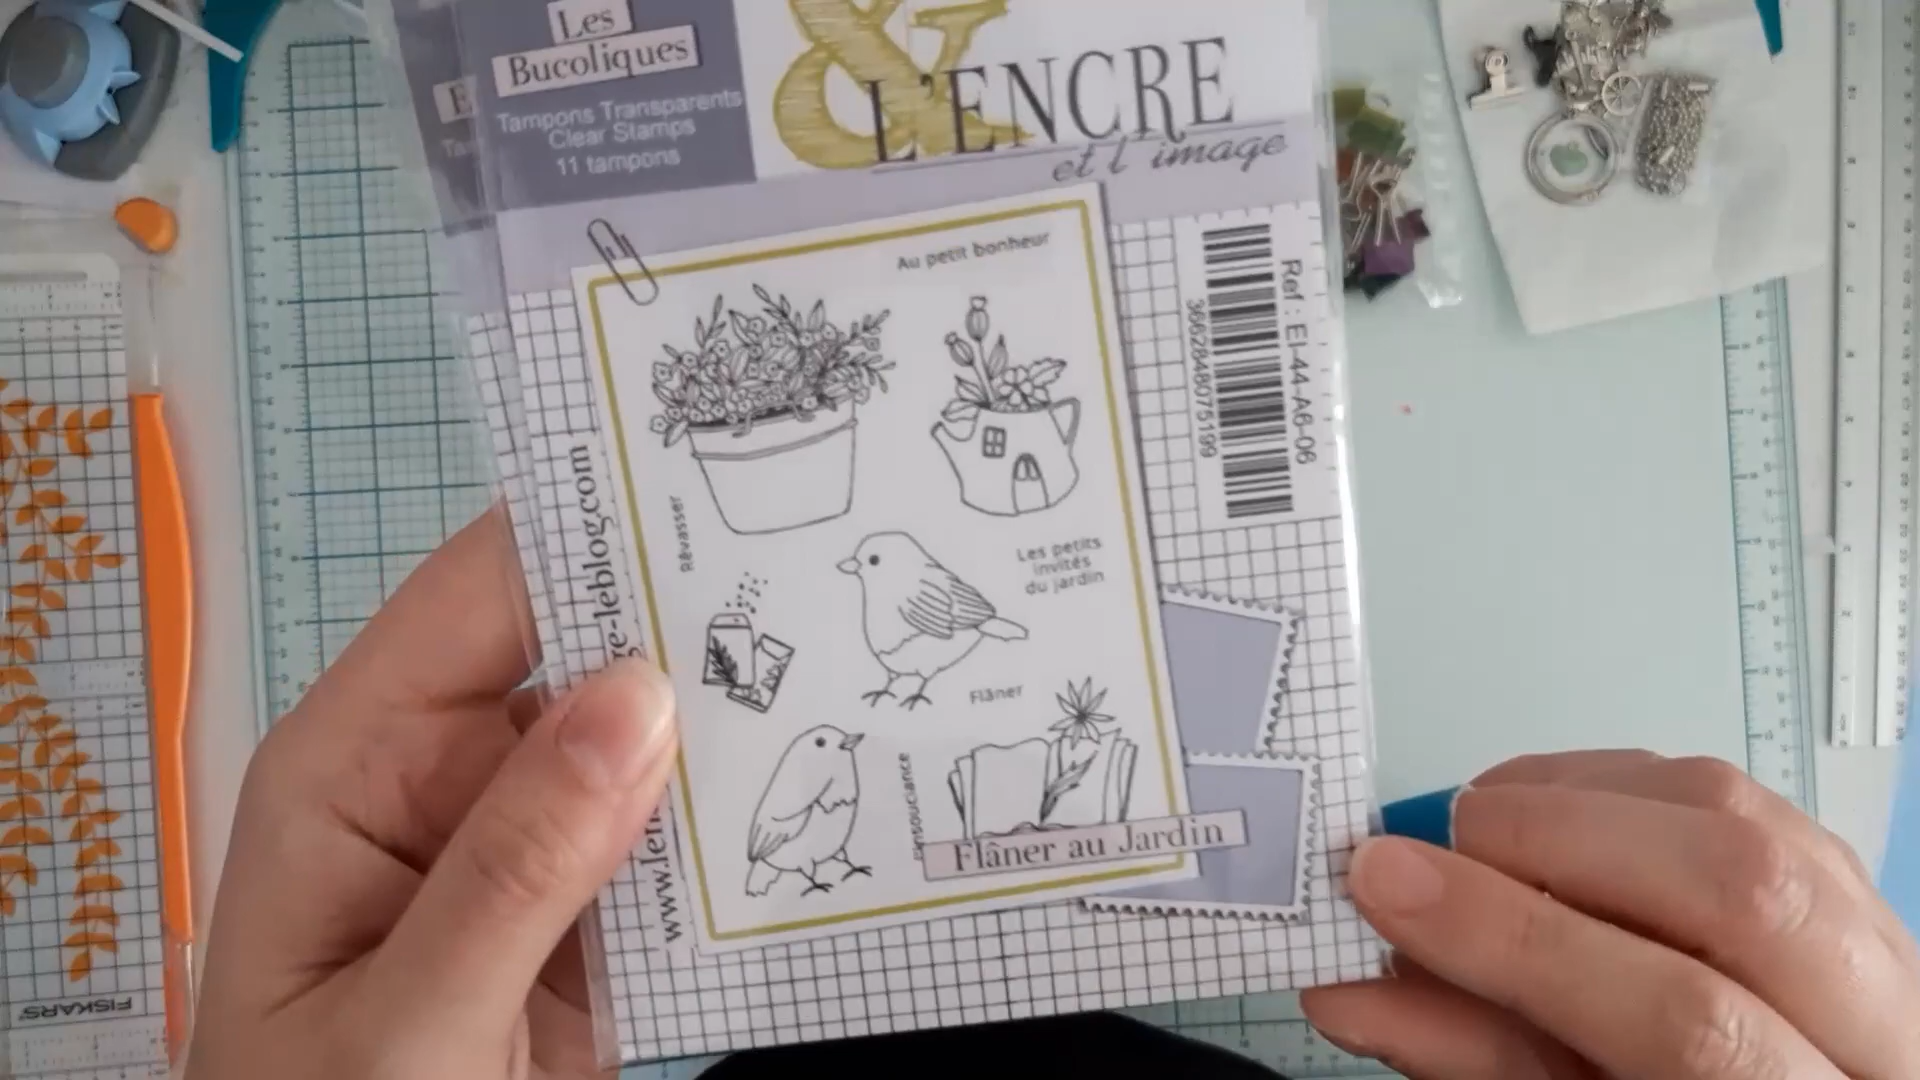 Les
Bucoliques
Tampons Transparents
Clear Stamps
11 tampons
&
L'ENCRE
et l'image
Au petit bonheur
Rêvasser
Les petits
invités
du jardin
Flâner
Insouciance
Flâner au Jardin
Ref : EI-44-A6-06
3662848075199
FISKARS